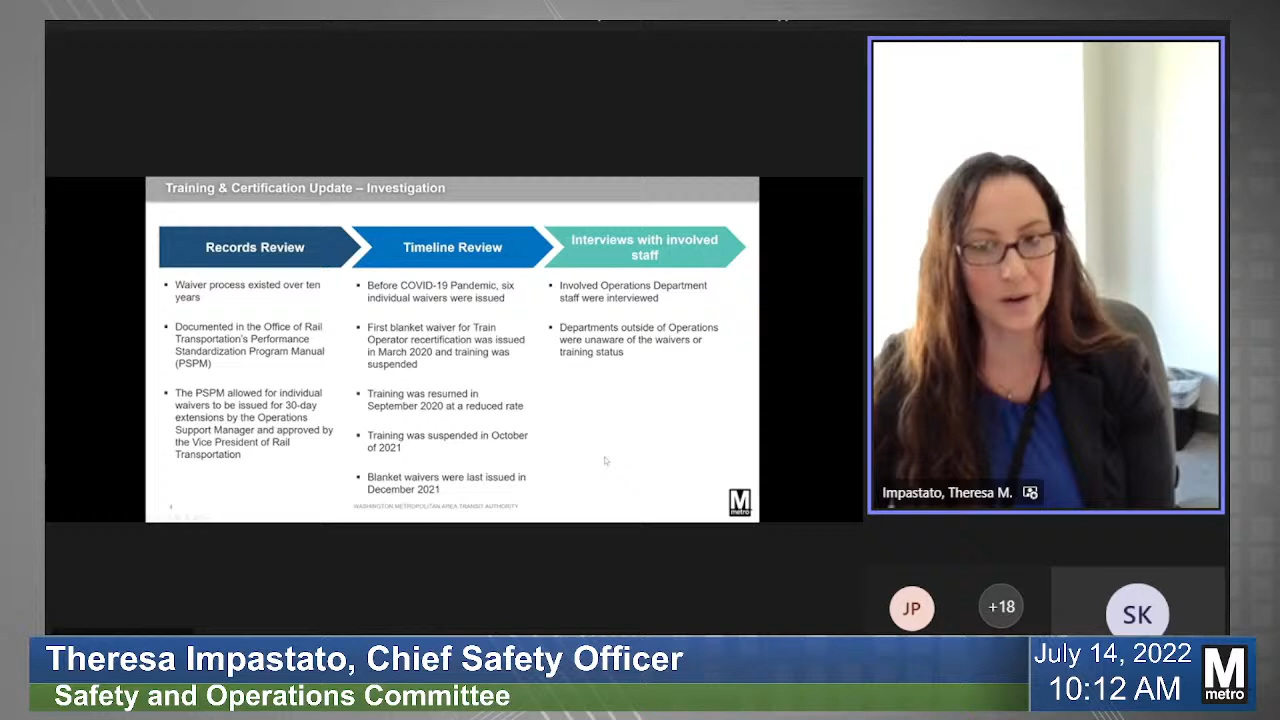 Training & Certification Update – Investigation
Records Review
Timeline Review
Interviews with involved
staff
Waiver process existed over ten
years
Documented in the Office of Rail
Transportation's Performance
Standardization Program Manual
(PSPM)
The PSPM allowed for individual
waivers to be issued for 30-day
extensions by the Operations
Support Manager and approved by
the Vice President of Rail
Transportation
Before COVID-19 Pandemic, six
individual waivers were issued
First blanket waiver for Train
Operator recertification was issued
in March 2020 and training was
suspended
Training was resumed in
September 2020 at a reduced rate
Training was suspended in October
of 2021
Blanket waivers were last issued in
December 2021
Involved Operations Department
staff were interviewed
Departments outside of Operations
were unaware of the waivers or
training status
WASHINGTON METROPOLITAN AREA TRANSIT AUTHORITY
M
metro
Impastato, Theresa M.
JP
+18
SK
Theresa Impastato, Chief Safety Officer
Safety and Operations Committee
July 14, 2022
10:12 AM
M
metro